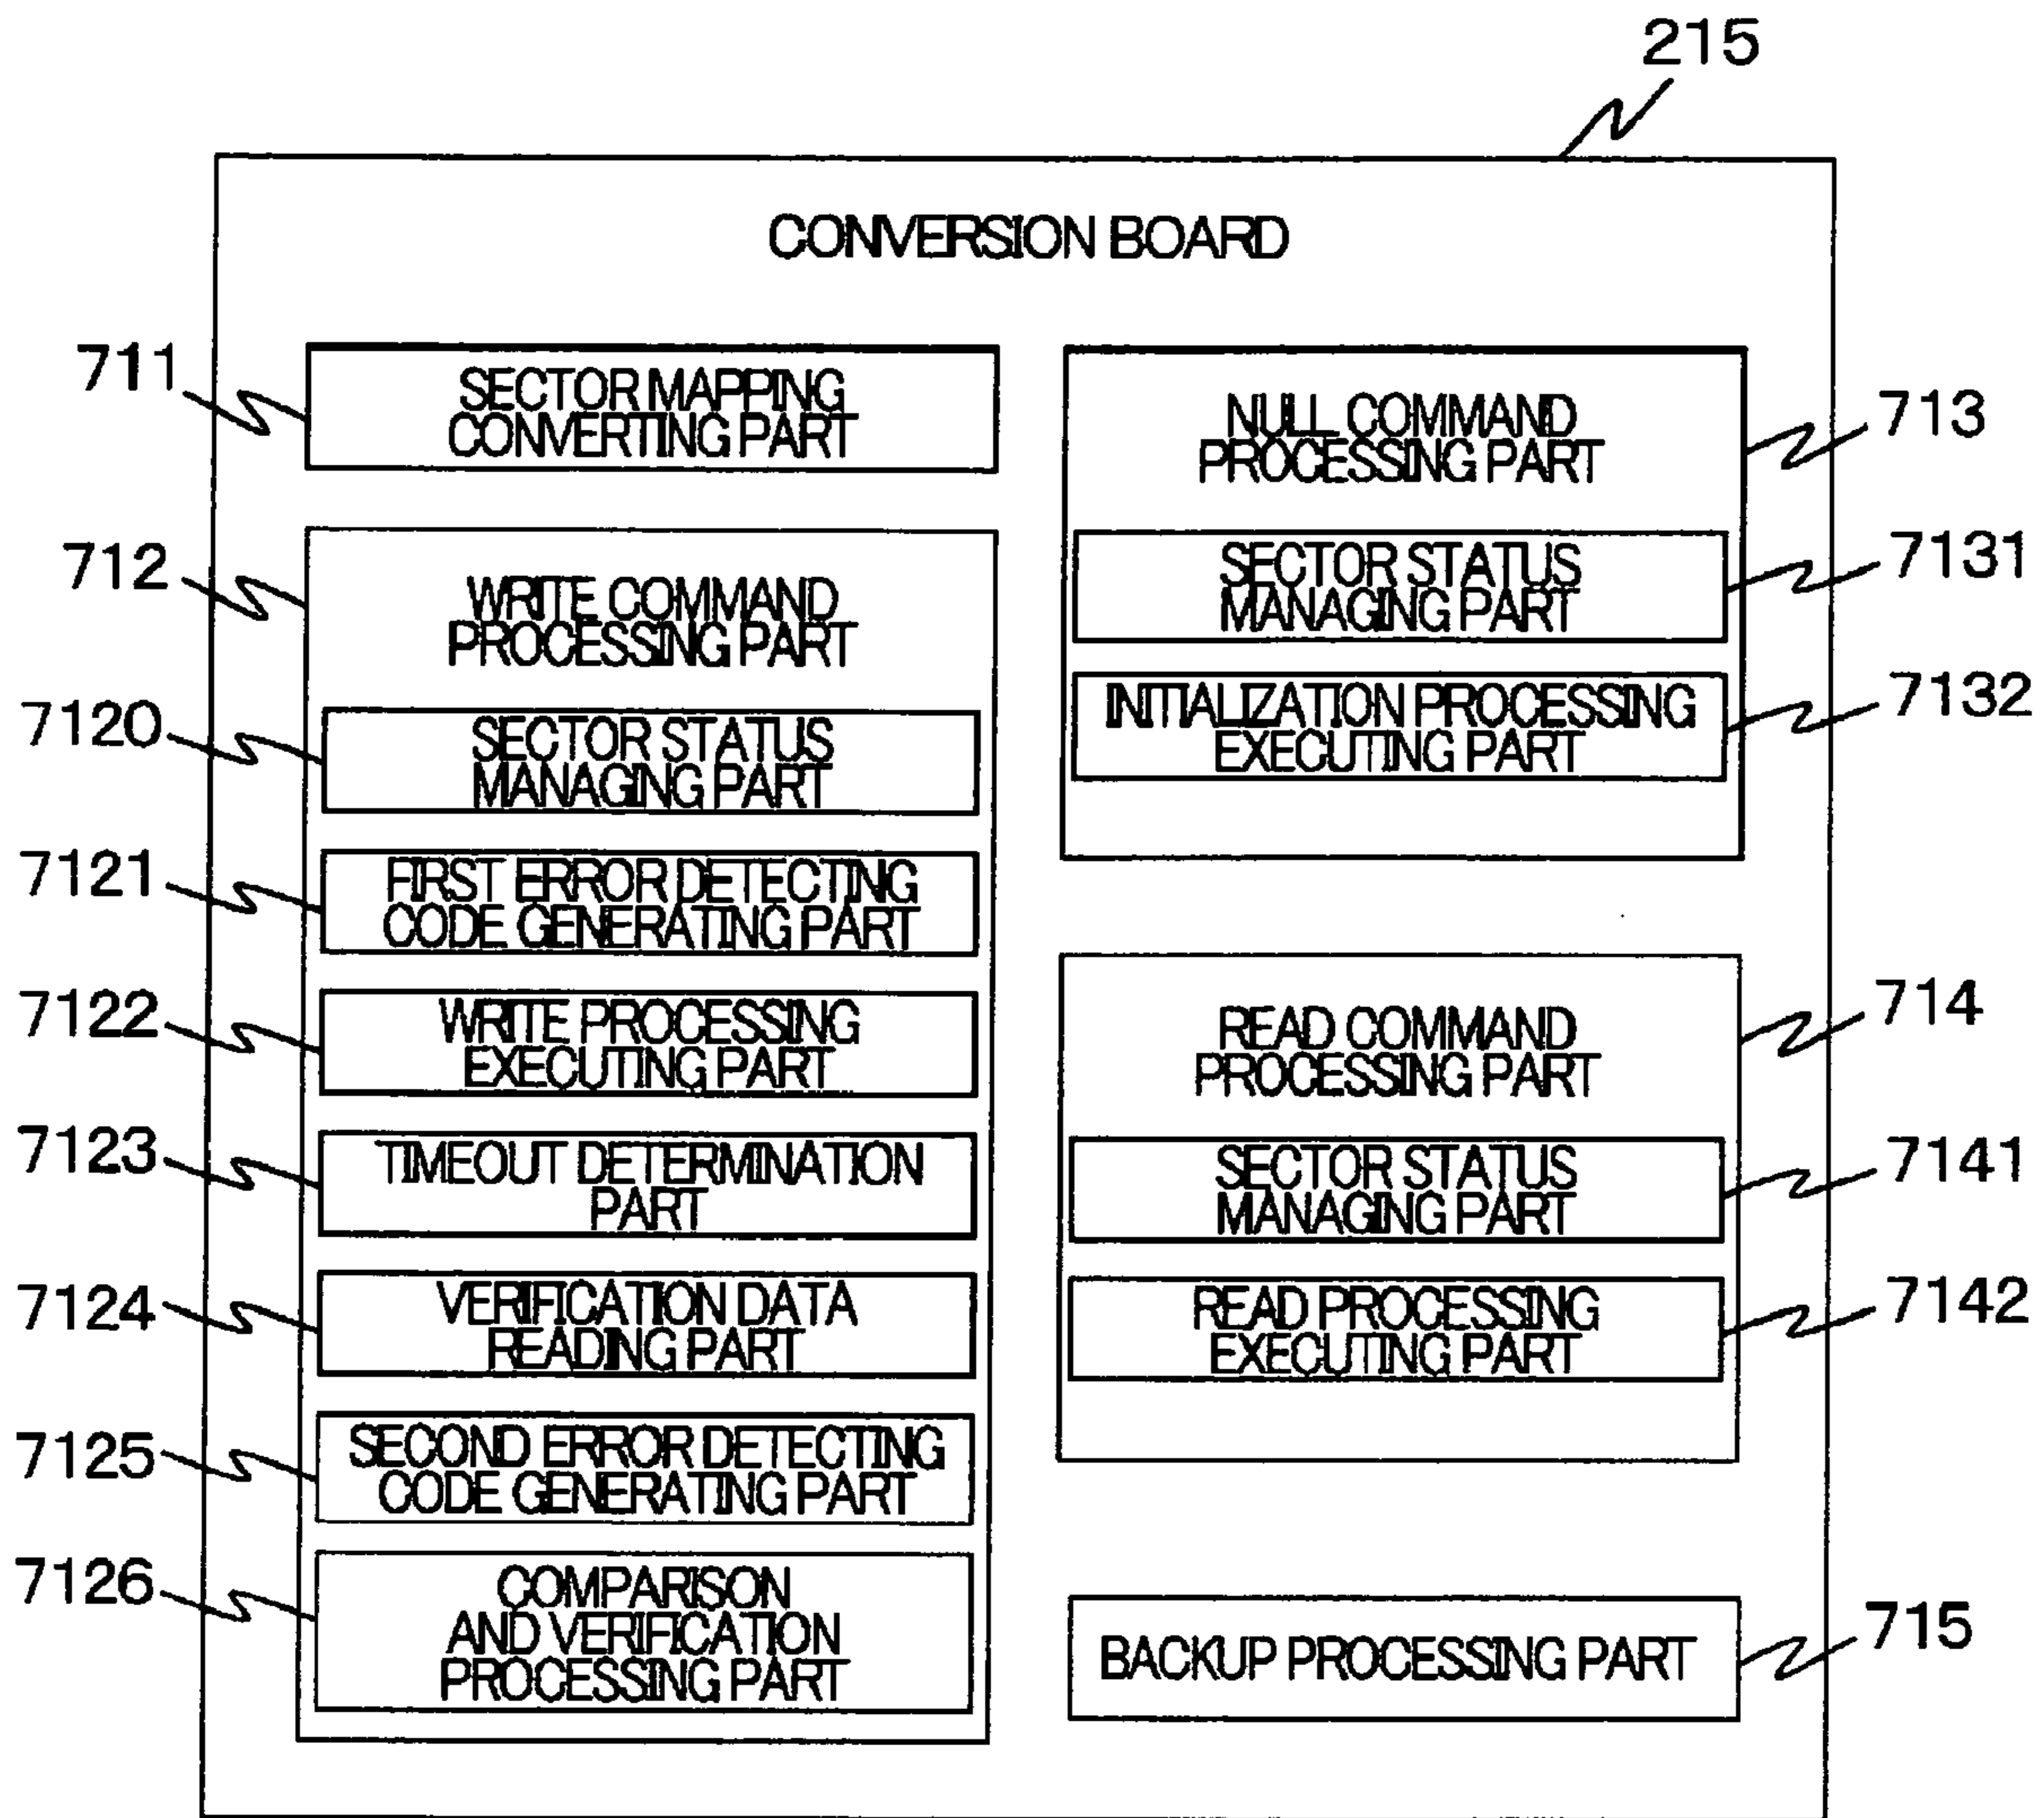 215
CONVERSION BOARD
711
SECTOR MAPPING
CONVERTING PART
712
WRITE COMMAND
PROCESSING PART
7120
SECTOR STATUS
MANAGING PART
7121
FIRST ERROR DETECTING
CODE GENERATING PART
7122
WRITE PROCESSING
EXECUTING PART
7123
TIMEOUT DETERMINATION
PART
7124
VERIFICATION DATA
READING PART
7125
SECOND ERROR DETECTING
CODE GENERATING PART
7126
COMPARISON
AND VERIFICATION
PROCESSING PART
NULL COMMAND
PROCESSING PART
713
SECTOR STATUS
MANAGING PART
7131
INITIALIZATION PROCESSING
EXECUTING PART
7132
READ COMMAND
PROCESSING PART
714
SECTOR STATUS
MANAGING PART
7141
READ PROCESSING
EXECUTING PART
7142
BACKUP PROCESSING PART
715